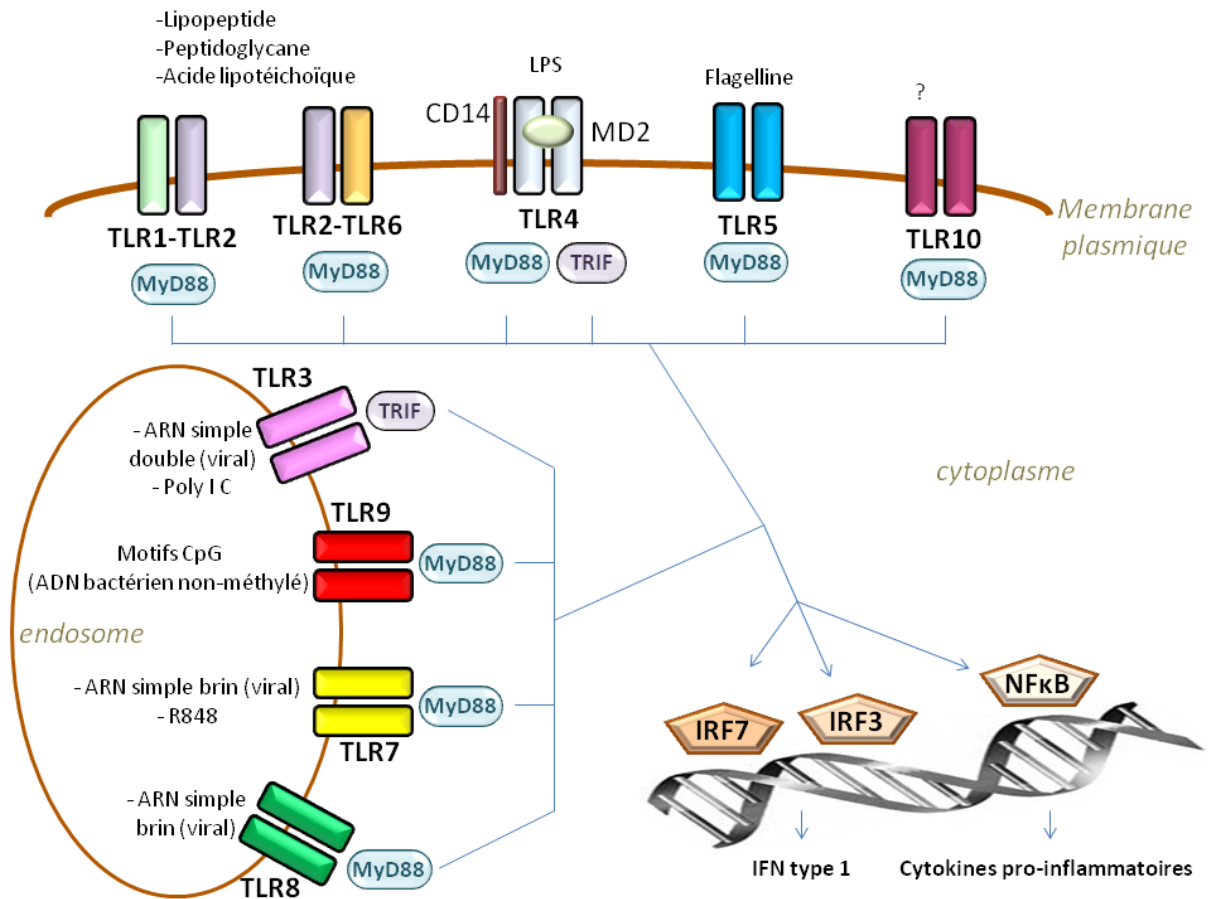 -Lipopeptide
-Peptidoglycane
-Acide lipotéichoïque
LPS
CD14
MD2
Flagelline
?
TLR1-TLR2
TLR2-TLR6
TLR4
TLR5
TLR10
Membrane
plasmique
MyD88
MyD88
MyD88
TRIF
MyD88
MyD88
TLR3
TRIF
- ARN simple
double (viral)
- Poly I C
cytoplasme
TLR9
Motifs CpG
(ADN bactérien non-méthylé)
MyD88
endosome
- ARN simple brin (viral)
- R848
MyD88
TLR7
- ARN simple
brin (viral)
MyD88
TLR8
NFκB
IRF7
IRF3
IFN type 1
Cytokines pro-inflammatoires